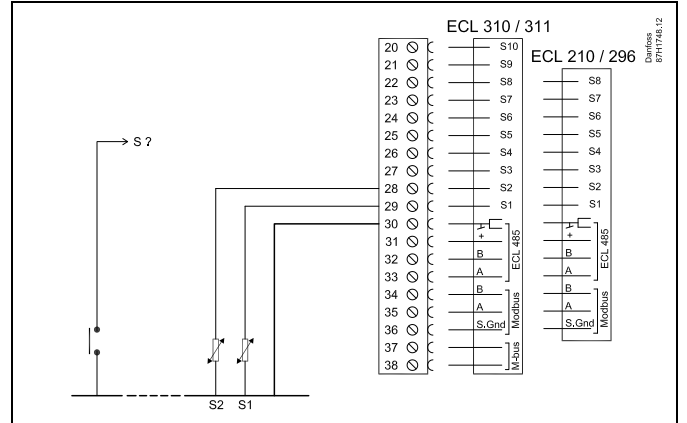 ECL 310 / 311
ECL 210 / 296
Danfoss
87H1748.12
20 S10
21 S9
22 S8 S8
23 S7 S7
24 S6 S6
25 S5 S5
26 S4 S4
27 S3 S3
28 S2 S2
29 S1 S1
30
31 + +
32 B B
33 A A
ECL 485 ECL 485
34 B B
35 A A
36 S.Gnd S.Gnd
Modbus Modbus
37
38
M-bus
S ?
S2 S1